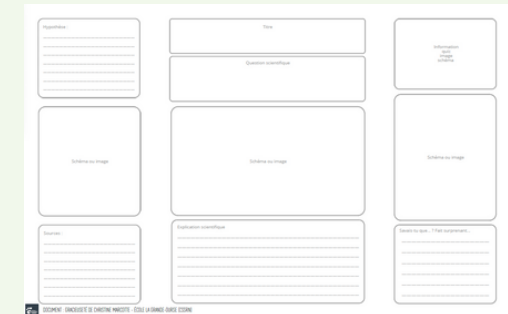 Hypothèse :
Titre
Question scientifique
Information
quiz
image
schéma
Schéma ou image
Schéma ou image
Schéma ou image
Sources :
Explication scientifique
Savais-tu que... ? Fait surprenant :
DOCUMENT : GRACIEUSETÉ DE CHRISTINE MARCOTTE - ÉCOLE LA GRANDE-OURSE (CSSRN)